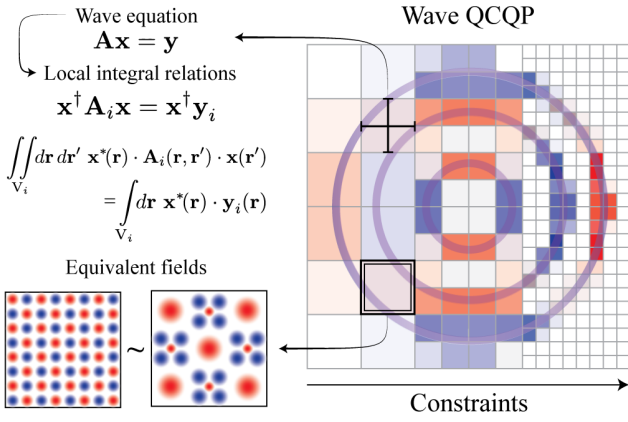 Wave equation
Ax = y
Local integral relations
x†Aᵢx = x†yᵢ
∬Vᵢ dr dr′ x*(r) · Aᵢ(r, r′) · x(r′)
= ∫Vᵢ dr x*(r) · yᵢ(r)
Equivalent fields
~
Wave QCQP
Constraints